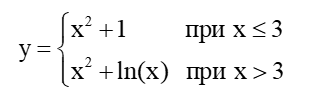 y = { x² + 1 при x ≤ 3
x² + ln(x) при x > 3